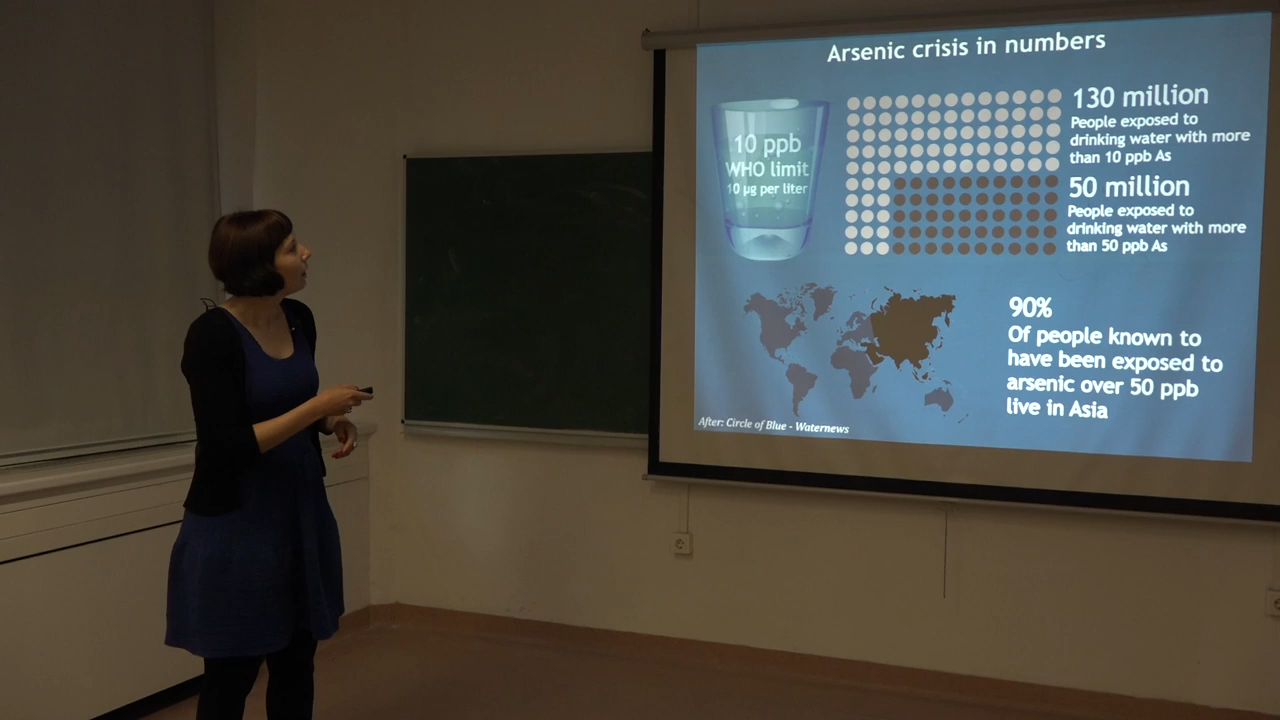 Arsenic crisis in numbers
10 ppb
WHO limit
10 µg per liter
130 million
People exposed to
drinking water with more
than 10 ppb As
50 million
People exposed to
drinking water with more
than 50 ppb As
90%
Of people known to
have been exposed to
arsenic over 50 ppb
live in Asia
After: Circle of Blue - Waternews